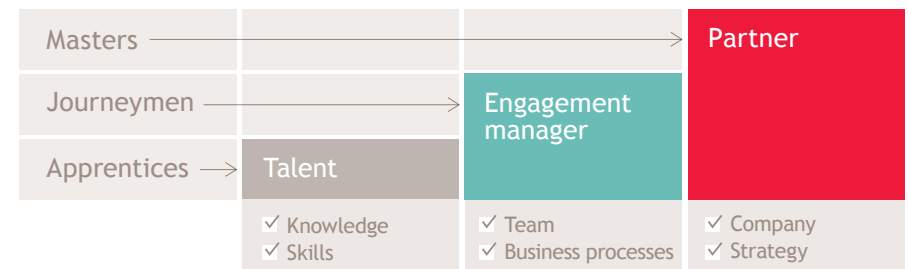 Masters
Partner
Journeymen
Engagement
manager
Apprentices
Talent
Knowledge
Skills
Team
Business processes
Company
Strategy